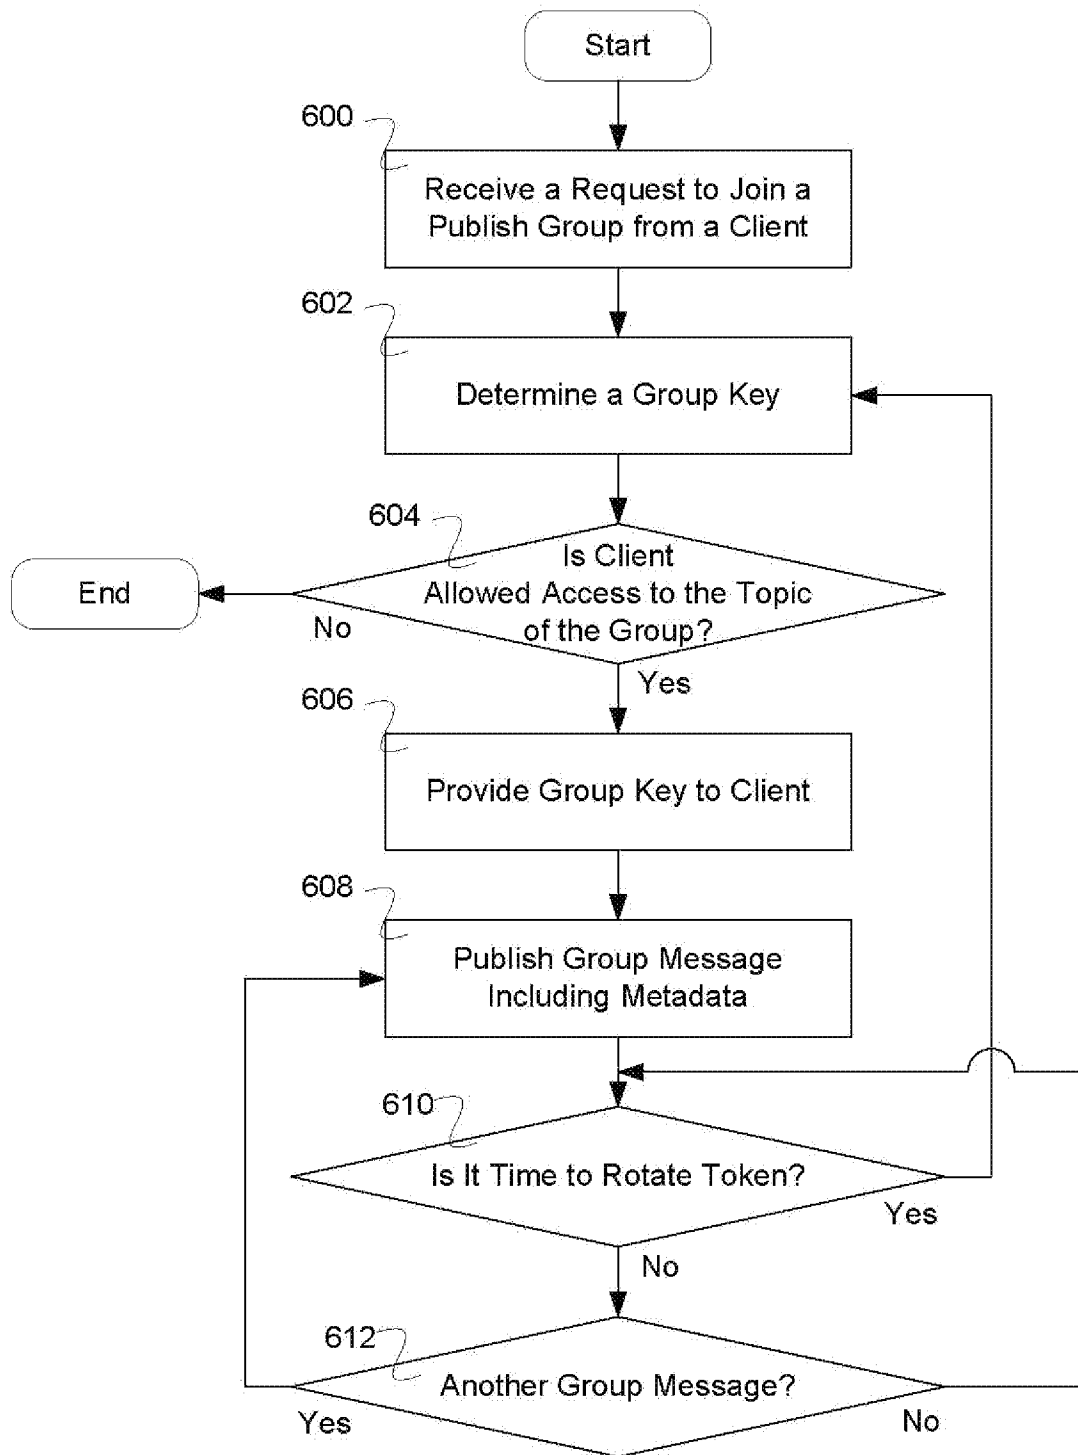 Start
600
Receive a Request to Join a
Publish Group from a Client
602
Determine a Group Key
604
Is Client
Allowed Access to the Topic
of the Group?
End
No
Yes
606
Provide Group Key to Client
608
Publish Group Message
Including Metadata
610
Is It Time to Rotate Token?
Yes
No
612
Another Group Message?
Yes
No